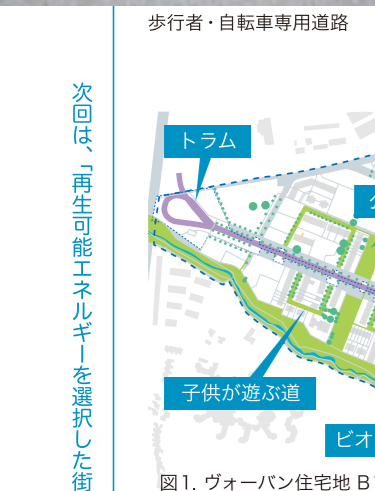 歩行者・自転車専用道路
トラム
子供が遊ぶ道
ビオ
図1. ヴォーバン住宅地 B
次回は、「再生可能エネルギーを選択した街